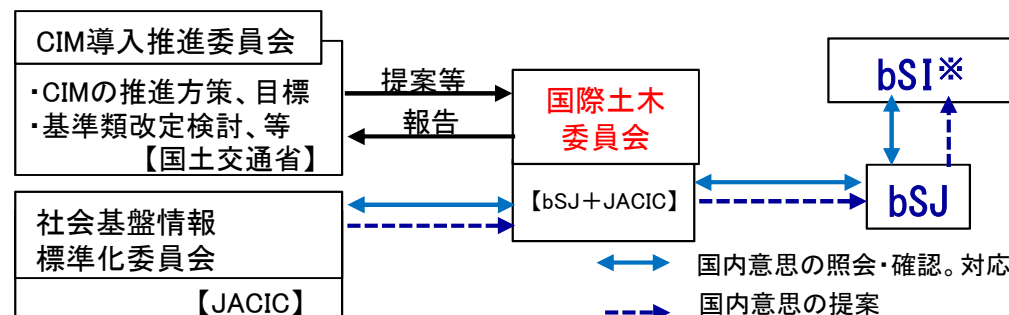 CIM導入推進委員会
・CIMの推進方策、目標
・基準類改定検討、等
【国土交通省】
提案等
報告
国際土木
委員会
【bSJ+JACIC】
bSI※
bSJ
社会基盤情報
標準化委員会
【JACIC】
国内意思の照会・確認。対応
国内意思の提案